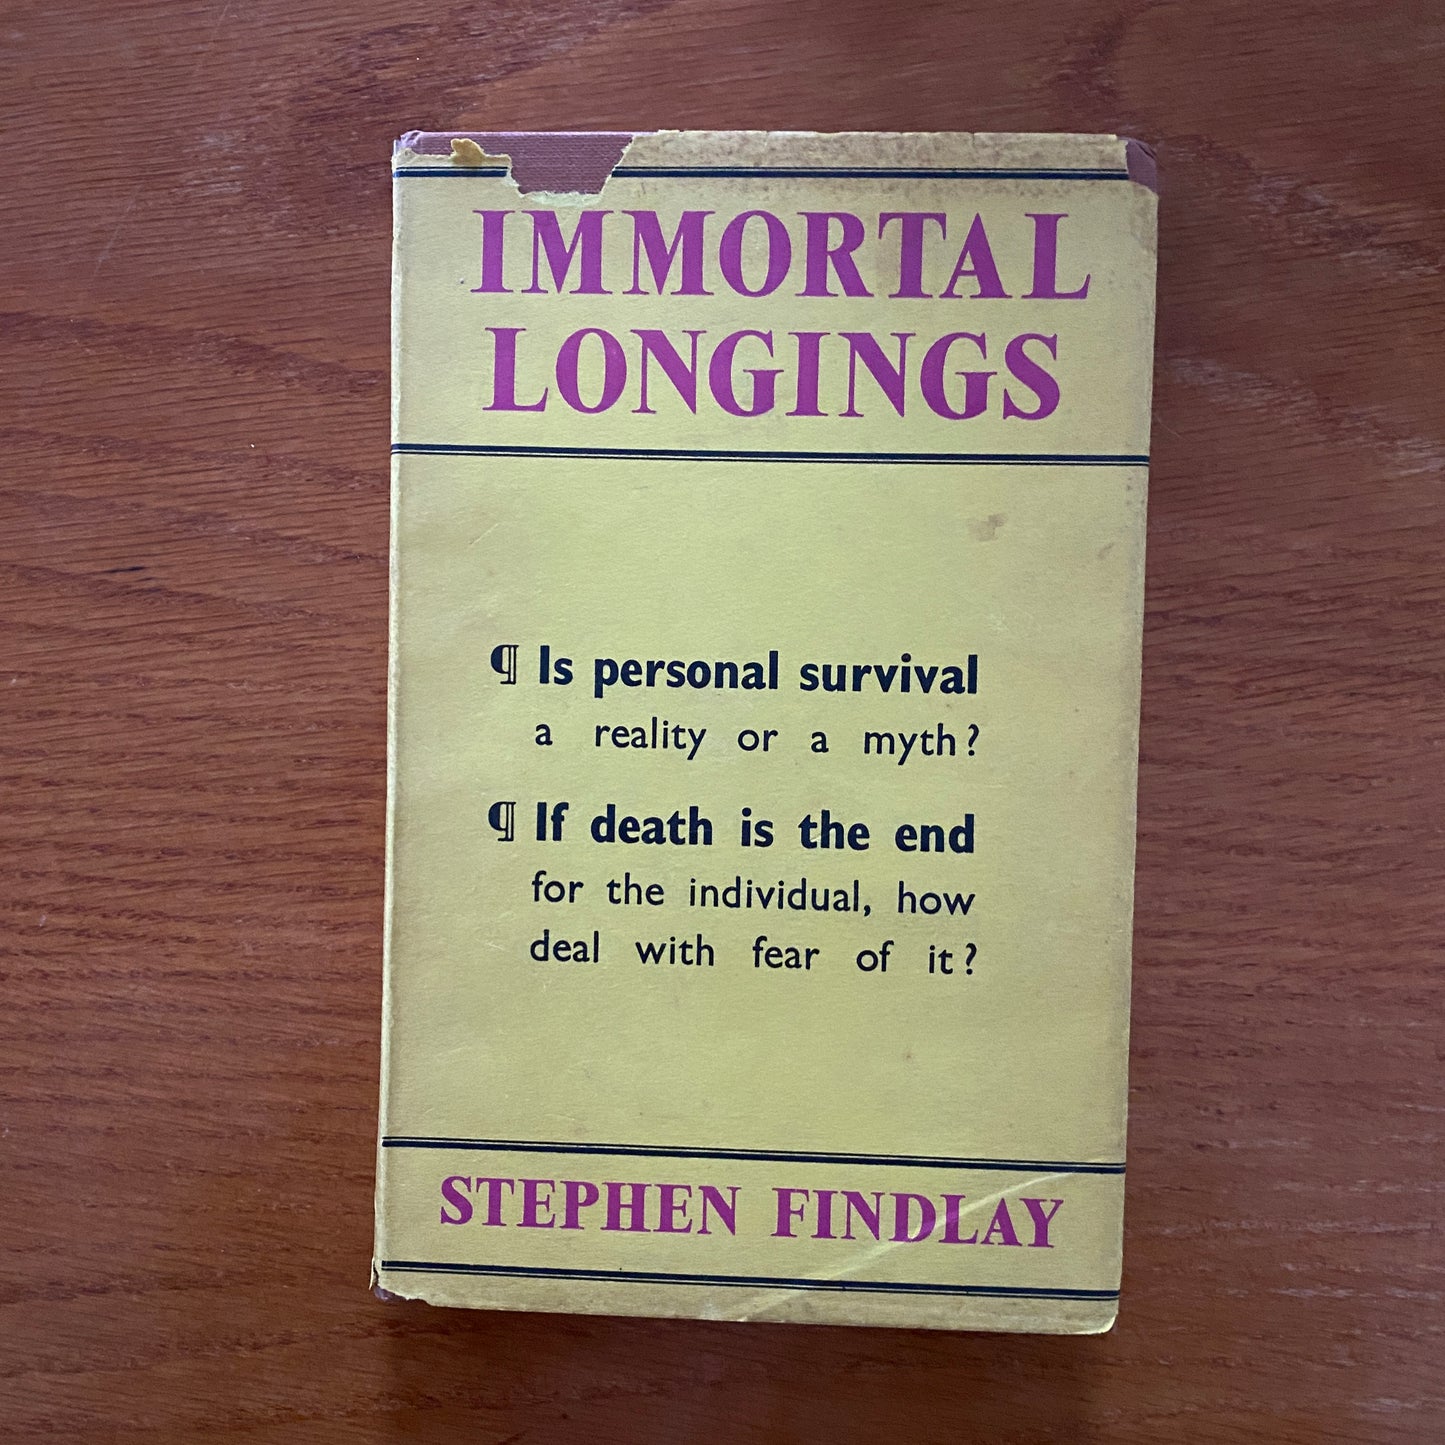 IMMORTAL
LONGINGS
¶ Is personal survival
a reality or a myth?
¶ If death is the end
for the individual, how
deal with fear of it?
STEPHEN FINDLAY